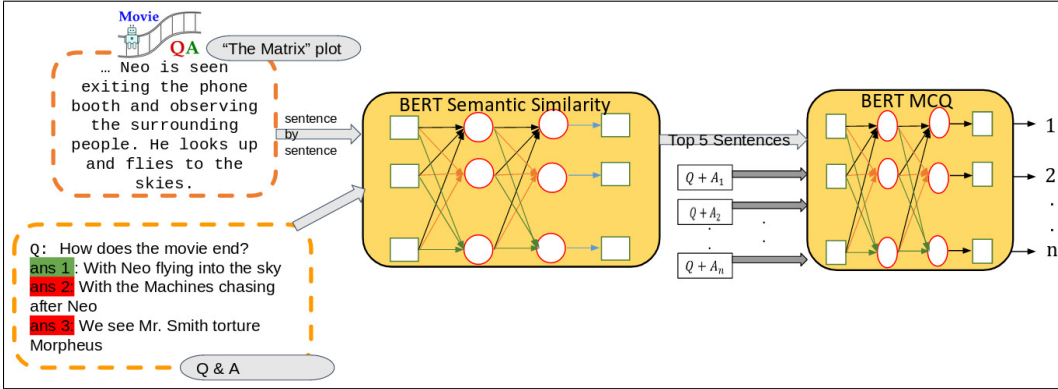 Movie
QA
“The Matrix” plot
… Neo is seen
exiting the phone
booth and observing
the surrounding
people. He looks up
and flies to the
skies.
sentence
by
sentence
Q: How does the movie end?
ans 1 : With Neo flying into the sky
ans 2: With the Machines chasing
after Neo
ans 3: We see Mr. Smith torture
Morpheus
Q & A
BERT Semantic Similarity
Top 5 Sentences
Q + A₁
Q + A₂
Q + Aₙ
BERT MCQ
1
2
n